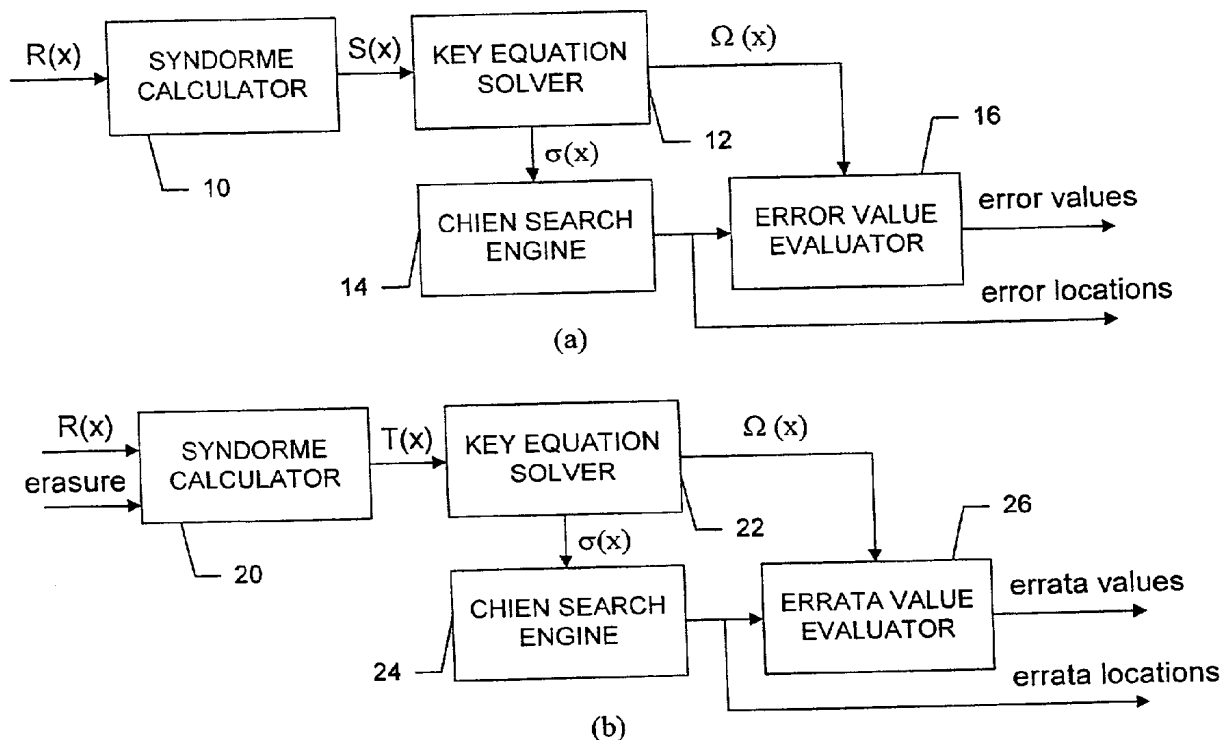 R(x)
SYNDORME
CALCULATOR
10
S(x)
KEY EQUATION
SOLVER
12
Ω (x)
σ(x)
CHIEN SEARCH
ENGINE
14
16
ERROR VALUE
EVALUATOR
error values
error locations
(a)
R(x)
erasure
SYNDORME
CALCULATOR
20
T(x)
KEY EQUATION
SOLVER
22
Ω (x)
σ(x)
CHIEN SEARCH
ENGINE
24
26
ERRATA VALUE
EVALUATOR
errata values
errata locations
(b)